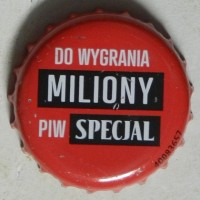 DO WYGRANIA
MILIONY
PIW SPECJAL